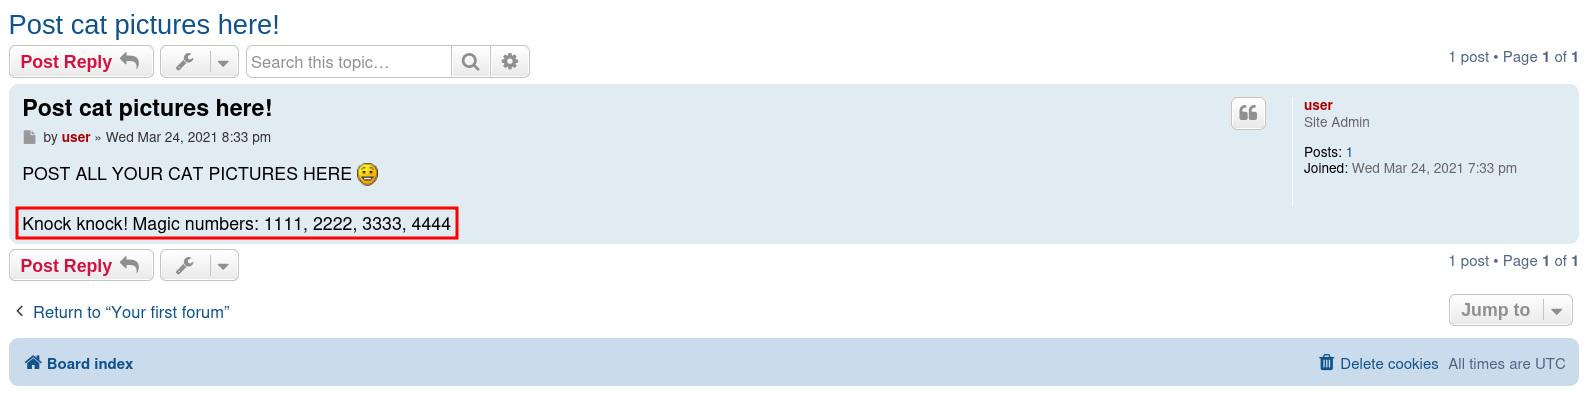 Post cat pictures here!
Post Reply
Search this topic…
1 post • Page 1 of 1
Post cat pictures here!
by user » Wed Mar 24, 2021 8:33 pm
user
Site Admin
Posts: 1
Joined: Wed Mar 24, 2021 7:33 pm
POST ALL YOUR CAT PICTURES HERE
Knock knock! Magic numbers: 1111, 2222, 3333, 4444
Post Reply
1 post • Page 1 of 1
Return to “Your first forum”
Jump to
Board index
Delete cookies All times are UTC